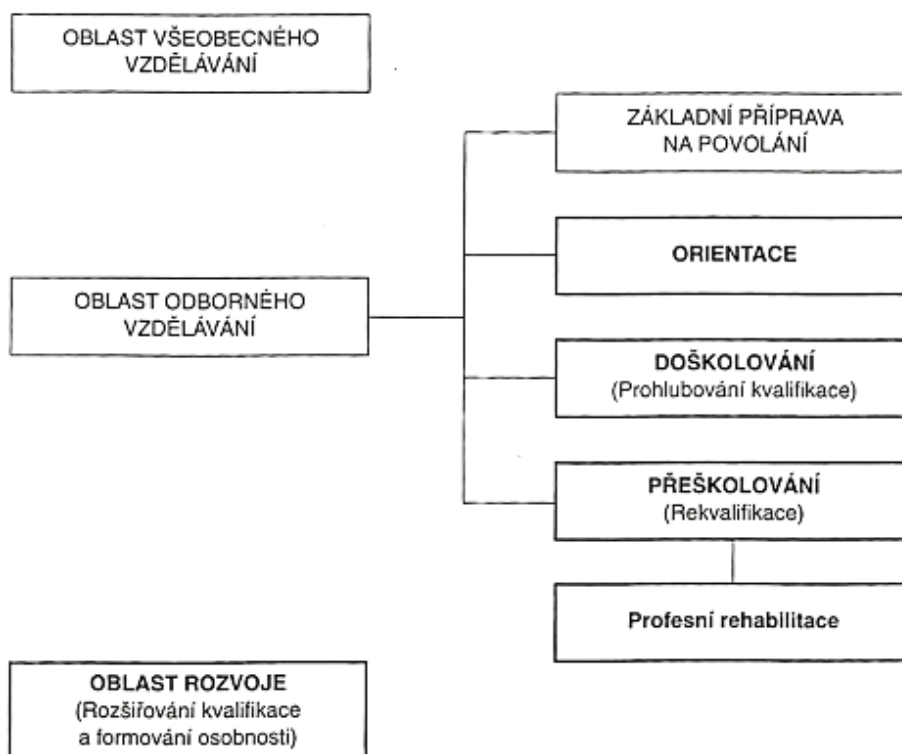 OBLAST VŠEOBECNÉHO
VZDĚLÁVÁNÍ
ZÁKLADNÍ PŘÍPRAVA
NA POVOLÁNÍ
ORIENTACE
OBLAST ODBORNÉHO
VZDĚLÁVÁNÍ
DOŠKOLOVÁNÍ
(Prohlubování kvalifikace)
PŘEŠKOLOVÁNÍ
(Rekvalifikace)
Profesní rehabilitace
OBLAST ROZVOJE
(Rozšiřování kvalifikace
a formování osobnosti)